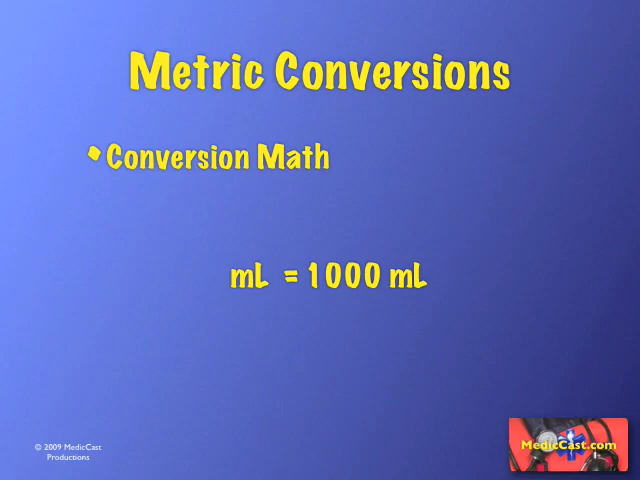 Metric Conversions
• Conversion Math
mL = 1000 mL
© 2009 MedicCast
Productions
MedicCast.com